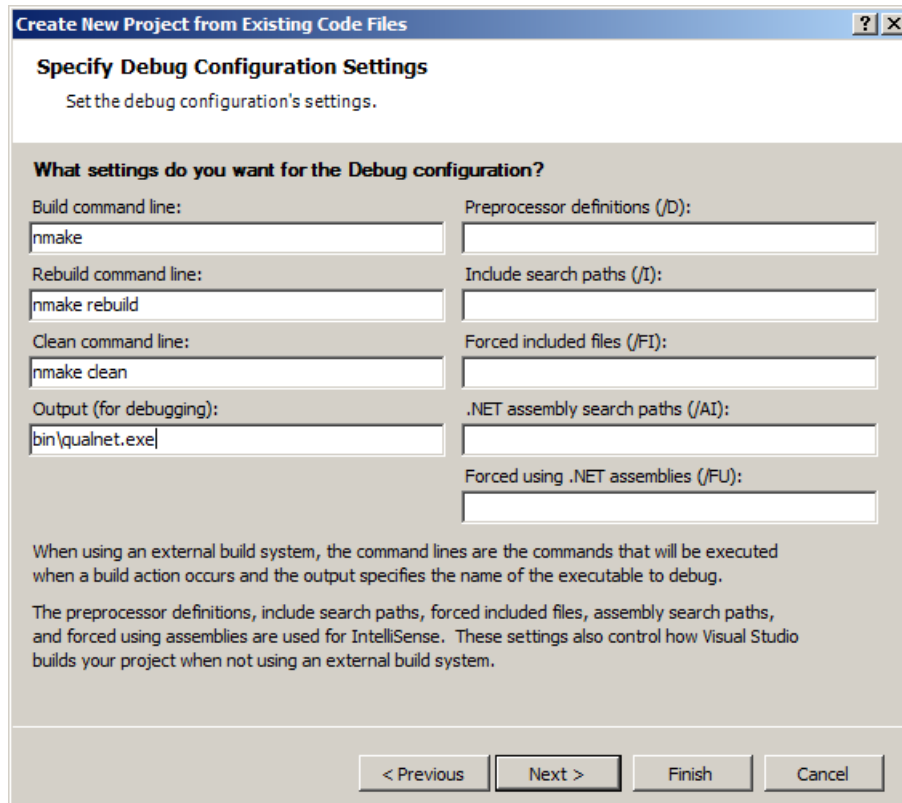 Create New Project from Existing Code Files
Specify Debug Configuration Settings
Set the debug configuration's settings.
What settings do you want for the Debug configuration?
Build command line:
nmake
Rebuild command line:
nmake rebuild
Clean command line:
nmake clean
Output (for debugging):
bin\qualnet.exe
Preprocessor definitions (/D):
Include search paths (/I):
Forced included files (/FI):
.NET assembly search paths (/AI):
Forced using .NET assemblies (/FU):
When using an external build system, the command lines are the commands that will be executed
when a build action occurs and the output specifies the name of the executable to debug.
The preprocessor definitions, include search paths, forced included files, assembly search paths,
and forced using assemblies are used for IntelliSense. These settings also control how Visual Studio
builds your project when not using an external build system.
< Previous
Next >
Finish
Cancel